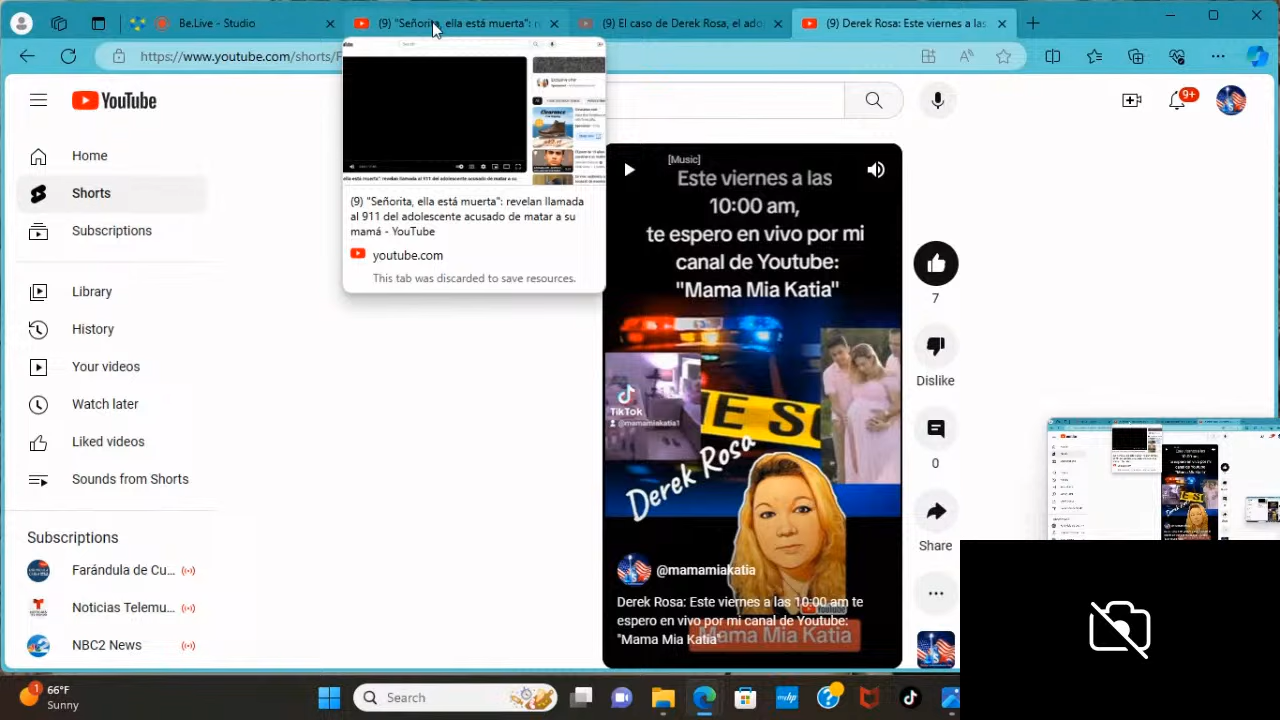 Be.Live - Studio
(9) "Señorita, ella está muerta": r
(9) El caso de Derek Rosa, el ado
(9) Derek Rosa: Este viernes a las
https://www.youtube.com/shorts/F
YouTube
Search
9+
Home
Shorts
Subscriptions
Library
History
Your videos
Watch later
Liked videos
Sounds from Shorts
Subscriptions
Farándula de Cu...
Noticias Telemu...
NBC2 News
(9) "Señorita, ella está muerta": revelan llamada
al 911 del adolescente acusado de matar a su
mamá - YouTube
youtube.com
This tab was discarded to save resources.
[Music]
Este viernes a las
10:00 am,
te espero en vivo por mi
canal de Youtube:
"Mama Mia Katia"
TikTok
@mamamiakatia1
E SC
Derek Rosa
@mamamiakatia
Derek Rosa: Este viernes a las 10:00 am te
espero en vivo por mi canal de Youtube:
"Mama Mia Katia"
YouTube
Mama Mia Katia
7
Dislike
0
Share
1
66°F
Sunny
Search